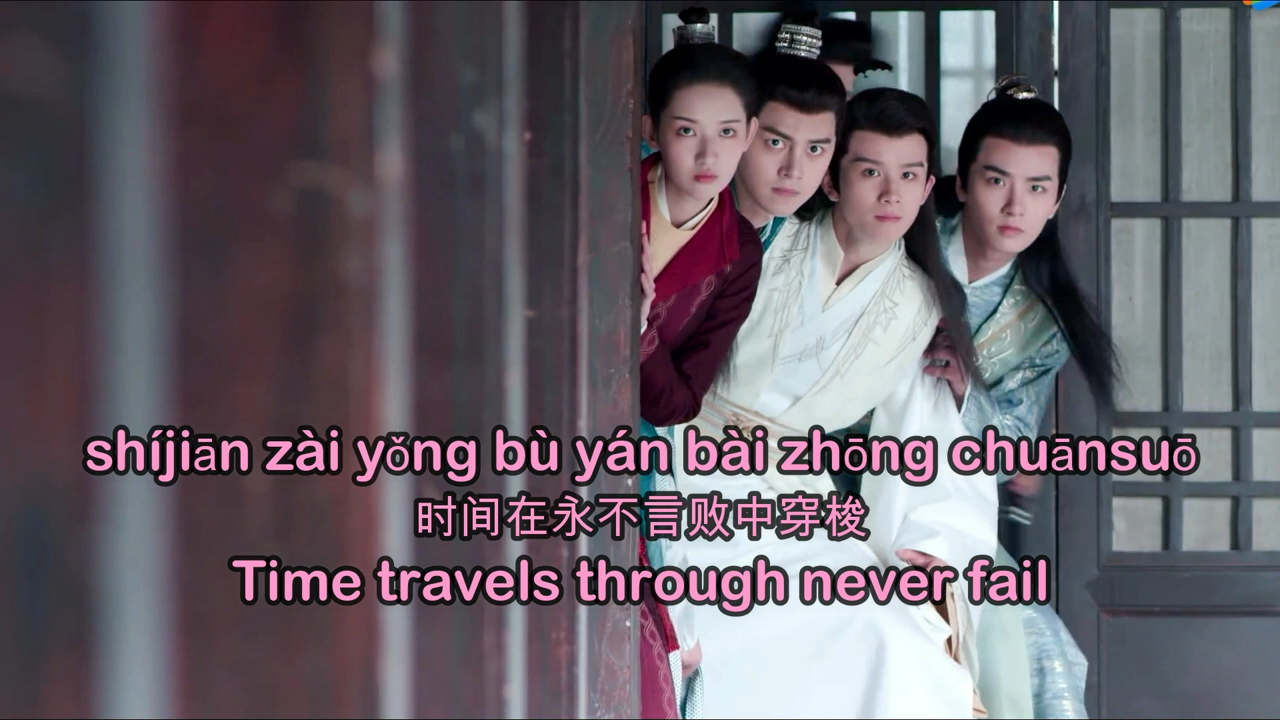 shíjiān zài yǒng bù yán bài zhōng chuānsuō
时间在永不言败中穿梭
Time travels through never fail